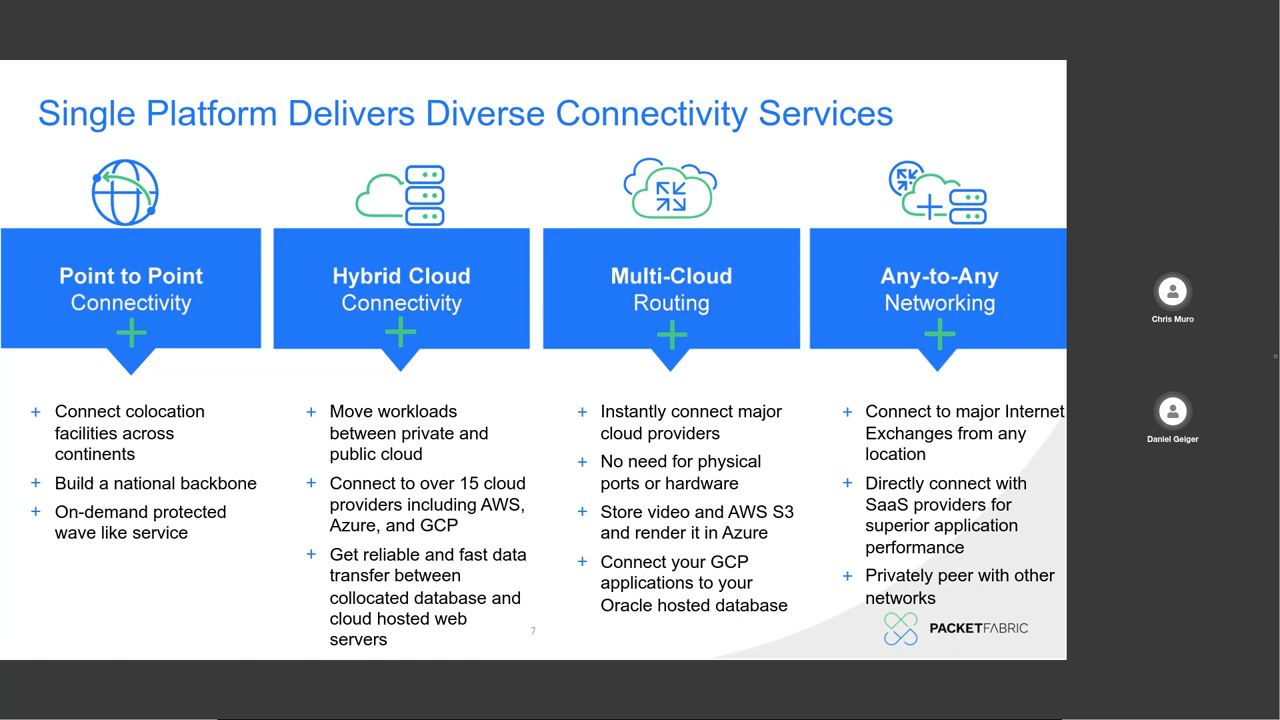 Single Platform Delivers Diverse Connectivity Services
Point to Point
Connectivity
Hybrid Cloud
Connectivity
Multi-Cloud
Routing
Any-to-Any
Networking
+ Connect colocation
facilities across
continents
+ Build a national backbone
+ On-demand protected
wave like service
+ Move workloads
between private and
public cloud
+ Connect to over 15 cloud
providers including AWS,
Azure, and GCP
+ Get reliable and fast data
transfer between
collocated database and
cloud hosted web
servers
+ Instantly connect major
cloud providers
+ No need for physical
ports or hardware
+ Store video and AWS S3
and render it in Azure
+ Connect your GCP
applications to your
Oracle hosted database
+ Connect to major Internet
Exchanges from any
location
+ Directly connect with
SaaS providers for
superior application
performance
+ Privately peer with other
networks
7
PACKETFABRIC
Chris Muro
Daniel Geiger